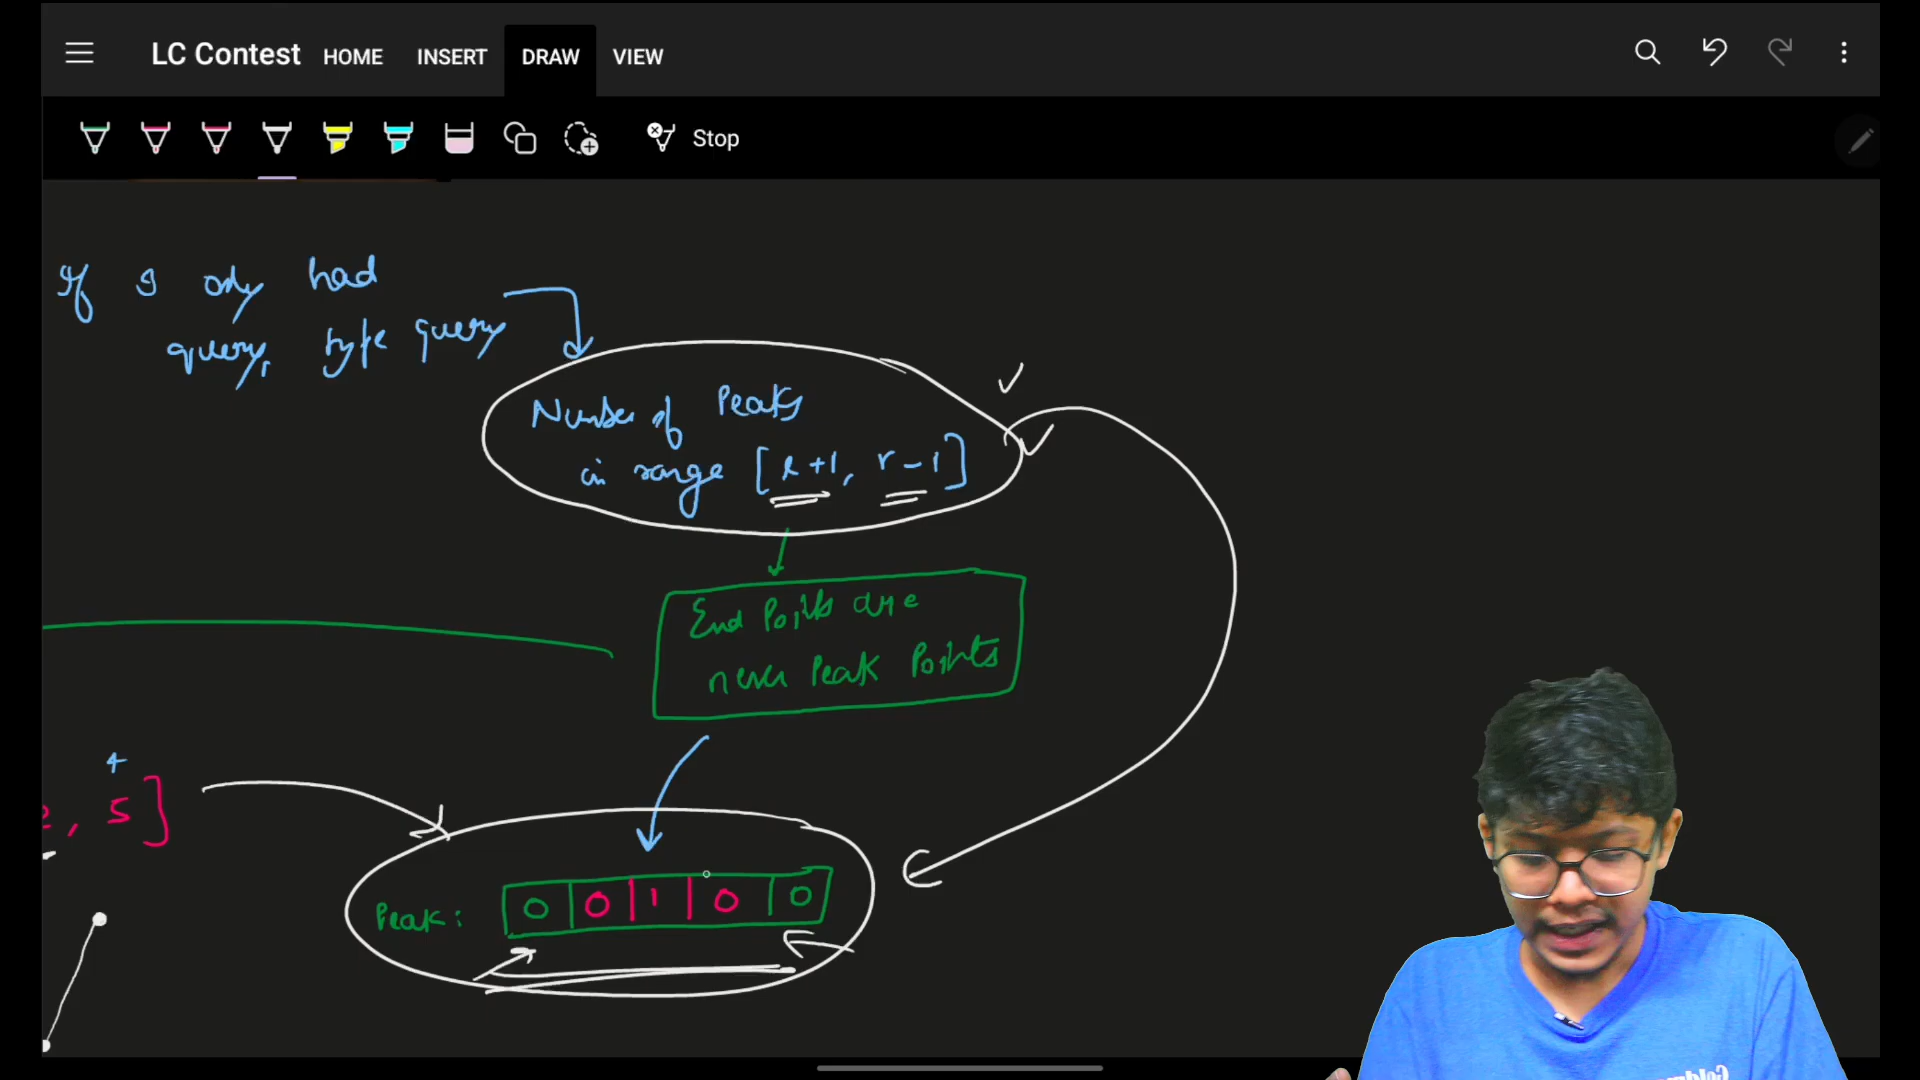 LC Contest HOME INSERT DRAW VIEW
Stop
If I only had
query type query
Number of Peaks
in range [l+1, r-1]
End Points are
never Peak Points
4
, 5]
Peak: 0 0 1 0 0